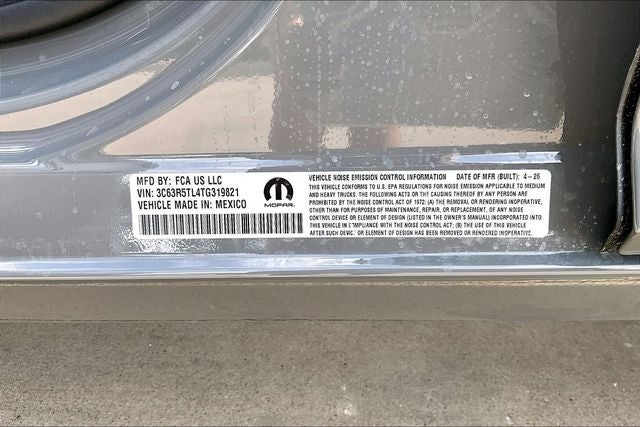 MFD BY: FCA US LLC
VIN: 3C63R5TL4TG319821
VEHICLE MADE IN: MEXICO
MOPAR
VEHICLE NOISE EMISSION CONTROL INFORMATION DATE OF MFR (BUILT): 4-26
THIS VEHICLE CONFORMS TO U.S. EPA REGULATIONS FOR NOISE EMISSION APPLICABLE TO MEDIUM
AND HEAVY TRUCKS. THE FOLLOWING ACTS OR THE CAUSING THEREOF BY ANY PERSON ARE
PROHIBITED BY THE NOISE CONTROL ACT OF 1972: (A) THE REMOVAL OR RENDERING INOPERATIVE,
OTHER THAN FOR PURPOSES OF MAINTENANCE, REPAIR, OR REPLACEMENT, OF ANY NOISE
CONTROL DEVICE OR ELEMENT OF DESIGN (LISTED IN THE OWNER'S MANUAL) INCORPORATED INTO
THIS VEHICLE IN COMPLIANCE WITH THE NOISE CONTROL ACT; (B) THE USE OF THIS VEHICLE
AFTER SUCH DEVICE OR ELEMENT OF DESIGN HAS BEEN REMOVED OR RENDERED INOPERATIVE.